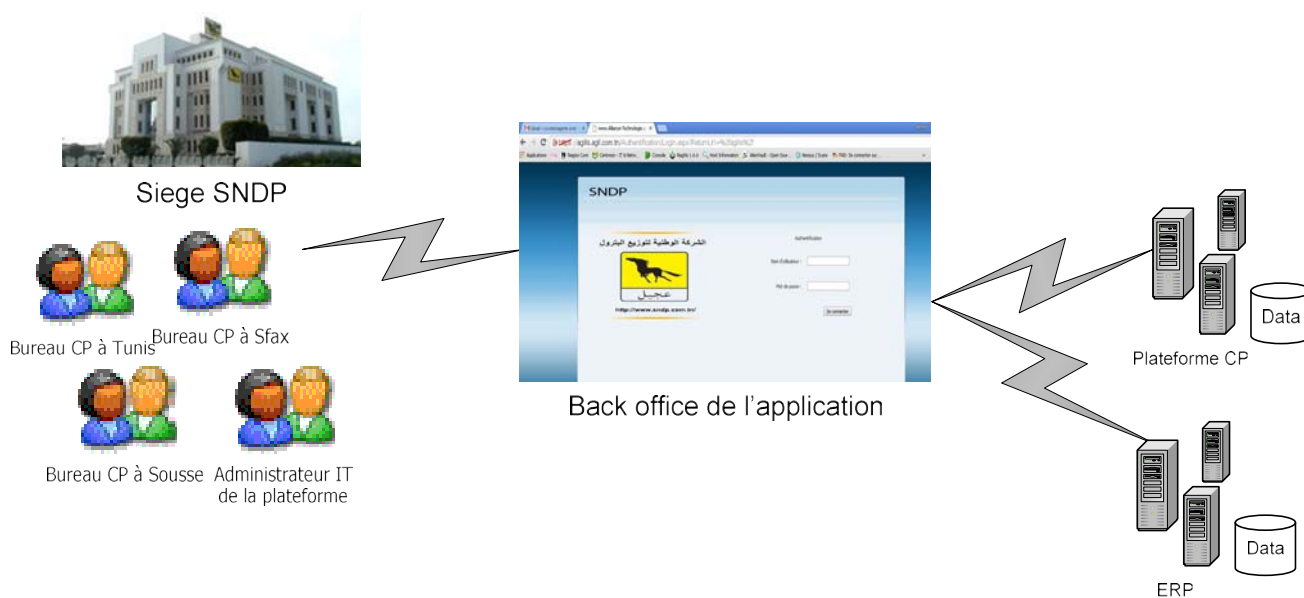 Siege SNDP
Bureau CP à Tunis
Bureau CP à Sfax
Bureau CP à Sousse
Administrateur IT
de la plateforme
SNDP
الشركة الوطنية لتوزيع البترول
عجيل
http://www.sndp.com.tn/
Authentification
Nom d'utilisateur :
Mot de passe :
Se connecter
Back office de l'application
Data
Plateforme CP
Data
ERP